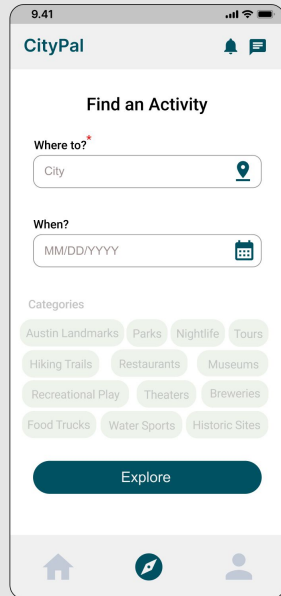 9.41
CityPal
Find an Activity
Where to?*
City
When?
MM/DD/YYYY
Categories
Austin Landmarks Parks Nightlife Tours
Hiking Trails Restaurants Museums
Recreational Play Theaters Breweries
Food Trucks Water Sports Historic Sites
Explore